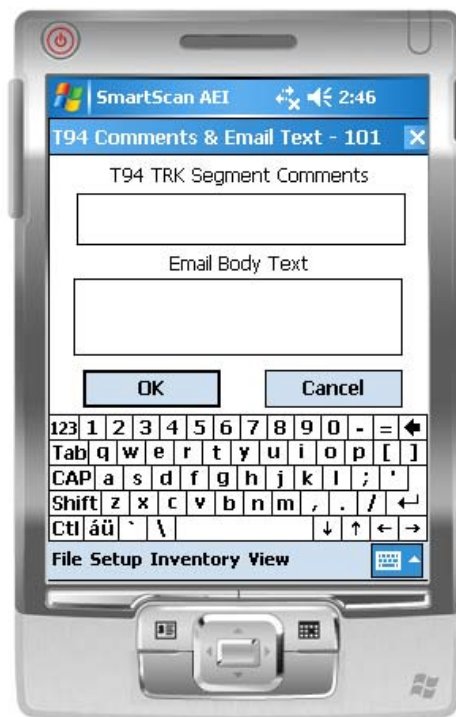 SmartScan AEI 2:46
T94 Comments & Email Text - 101
T94 TRK Segment Comments
Email Body Text
OK Cancel
123 1 2 3 4 5 6 7 8 9 0 - =
Tab q w e r t y u i o p [ ]
CAP a s d f g h j k l ; '
Shift z x c v b n m , . /
Ctl áü ` \
File Setup Inventory View